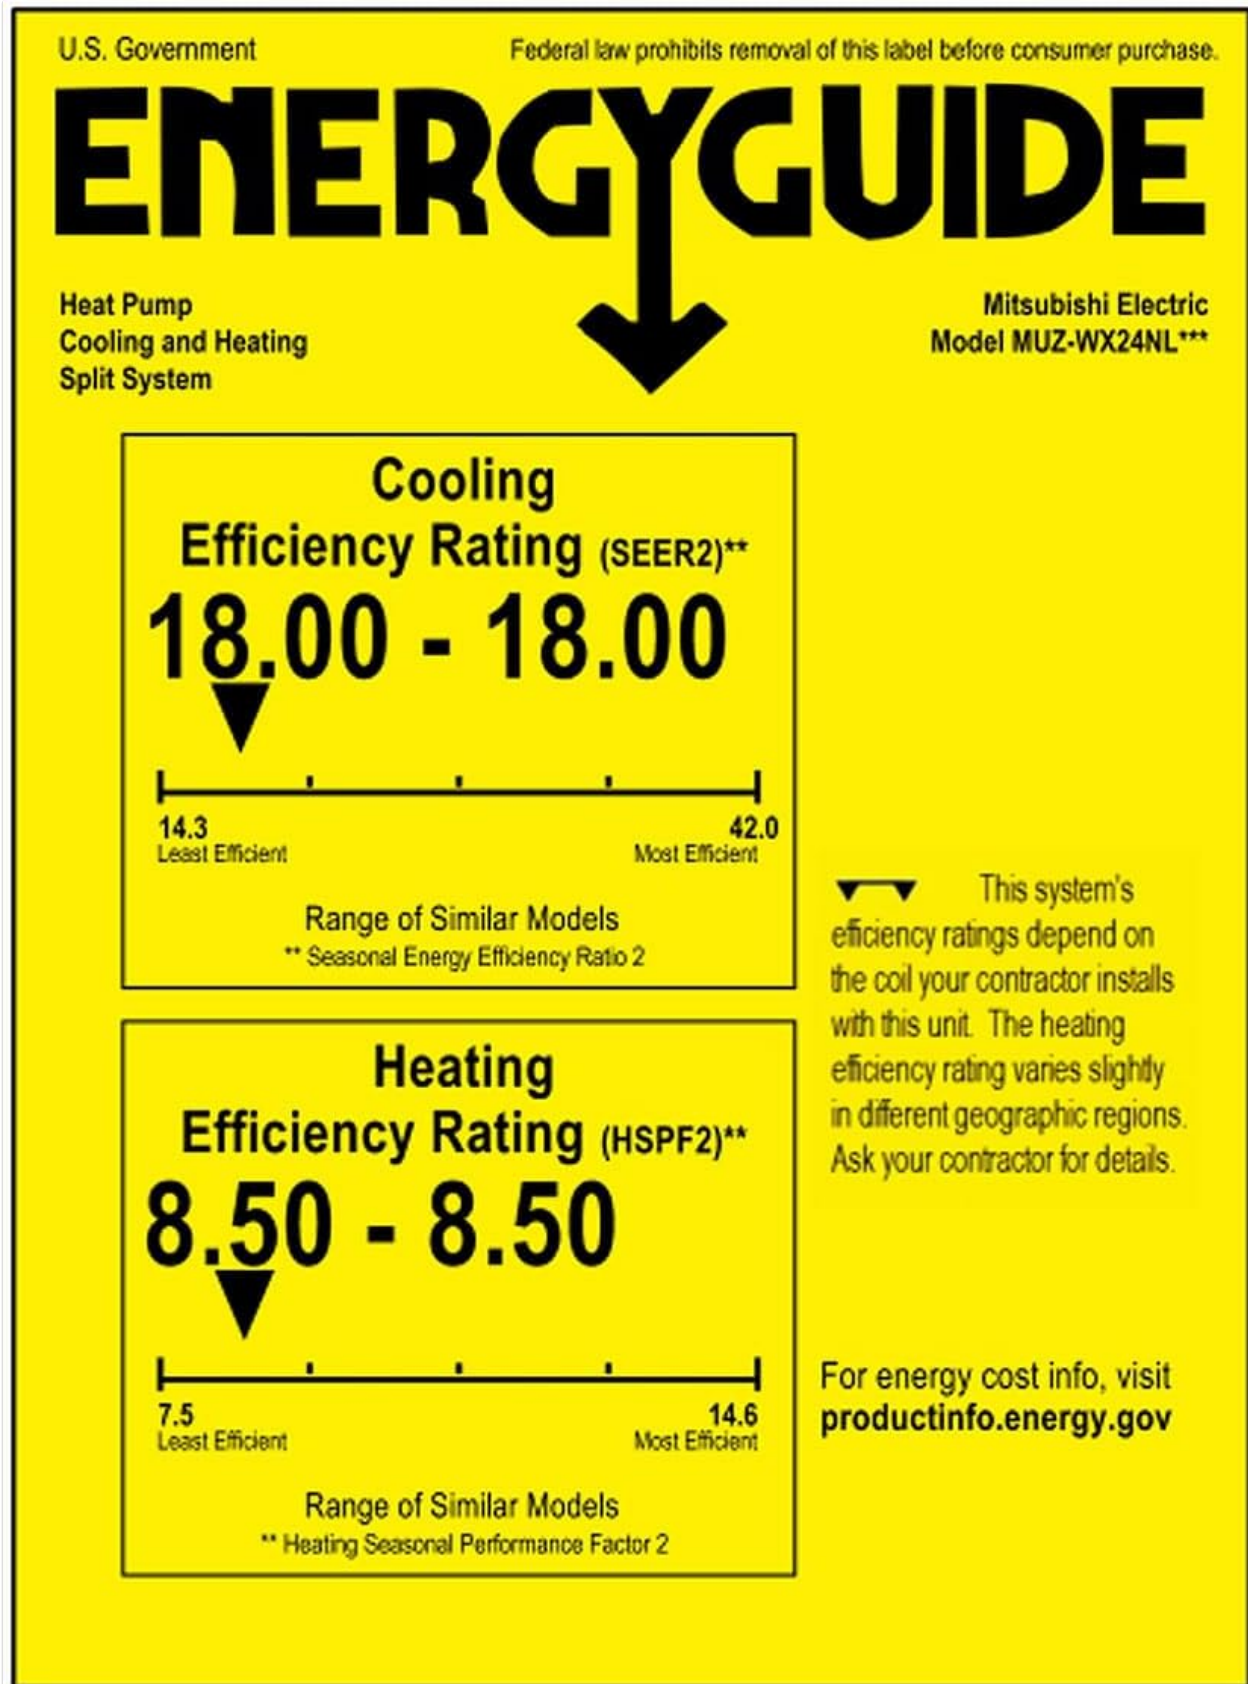 U.S. Government
Federal law prohibits removal of this label before consumer purchase.
ENERGYGUIDE
Heat Pump
Cooling and Heating
Split System
Mitsubishi Electric
Model MUZ-WX24NL***
Cooling
Efficiency Rating (SEER2)**
18.00 - 18.00
14.3
Least Efficient
42.0
Most Efficient
Range of Similar Models
** Seasonal Energy Efficiency Ratio 2
This system's
efficiency ratings depend on
the coil your contractor installs
with this unit. The heating
efficiency rating varies slightly
in different geographic regions.
Ask your contractor for details.
Heating
Efficiency Rating (HSPF2)**
8.50 - 8.50
7.5
Least Efficient
14.6
Most Efficient
Range of Similar Models
** Heating Seasonal Performance Factor 2
For energy cost info, visit
productinfo.energy.gov